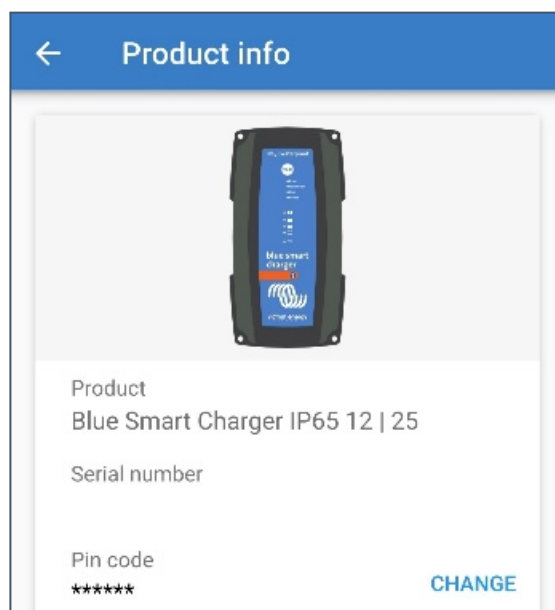 Product info
blue smart
charger
Product
Blue Smart Charger IP65 12 | 25
Serial number
Pin code
******
CHANGE